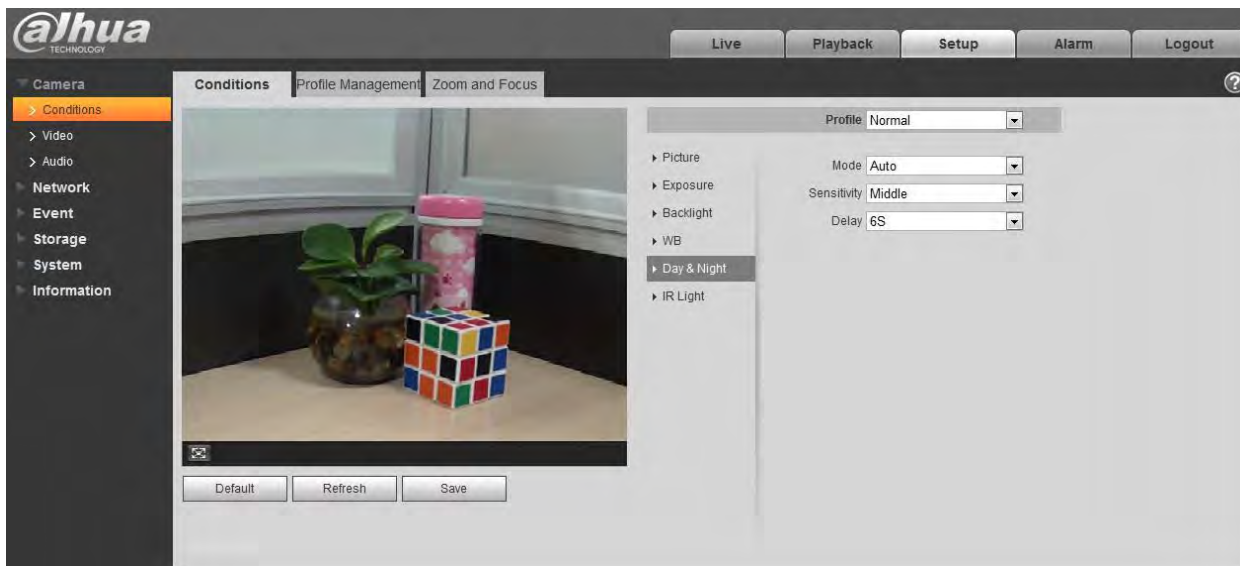 alhua
TECHNOLOGY
Live
Playback
Setup
Alarm
Logout
Camera
Conditions
Video
Audio
Network
Event
Storage
System
Information
Conditions
Profile Management
Zoom and Focus
?
Profile Normal
Picture
Exposure
Backlight
WB
Day & Night
IR Light
Mode Auto
Sensitivity Middle
Delay 6S
Default
Refresh
Save